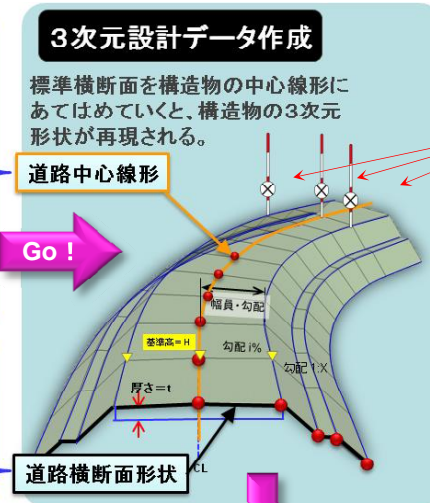 3次元設計データ作成
標準横断面を構造物の中心線形に
あてはめていくと、構造物の3次元
形状が再現される。
道路中心線形
Go！
幅員・勾配
基準高＝H
勾配 i%
勾配 1:X
厚さ＝t
道路横断面形状
CL